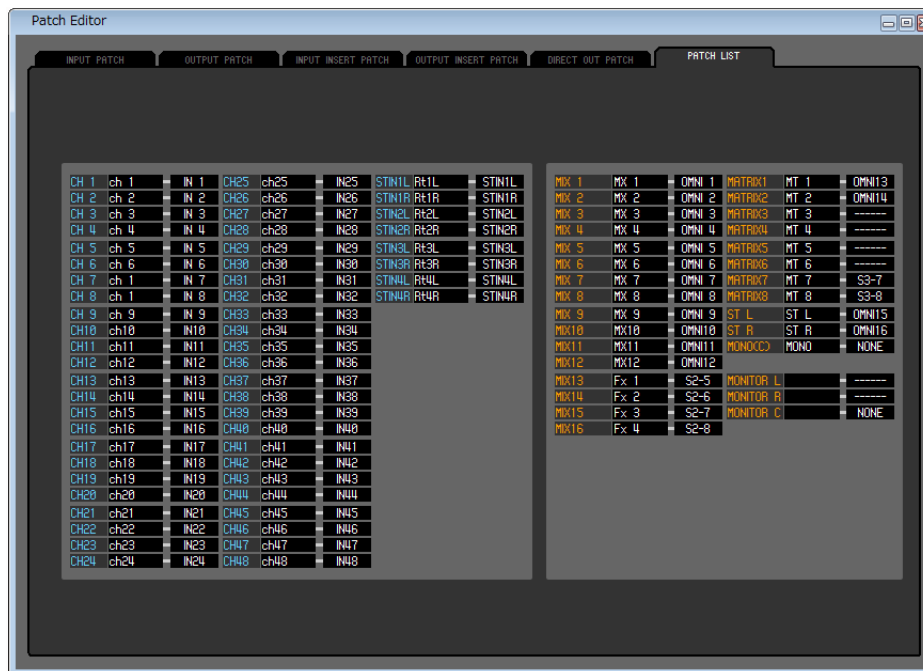 Patch Editor
INPUT PATCH OUTPUT PATCH INPUT INSERT PATCH OUTPUT INSERT PATCH DIRECT OUT PATCH PATCH LIST
CH 1 ch 1 IN 1 CH25 ch25 IN25 STIN1L Rt1L STIN1L MIX 1 MX 1 OMNI 1 MATRIX1 MT 1 OMNI13
CH 2 ch 2 IN 2 CH26 ch26 IN26 STIN1R Rt1R STIN1R MIX 2 MX 2 OMNI 2 MATRIX2 MT 2 OMNI14
CH 3 ch 3 IN 3 CH27 ch27 IN27 STIN2L Rt2L STIN2L MIX 3 MX 3 OMNI 3 MATRIX3 MT 3 ------
CH 4 ch 4 IN 4 CH28 ch28 IN28 STIN2R Rt2R STIN2R MIX 4 MX 4 OMNI 4 MATRIX4 MT 4 ------
CH 5 ch 5 IN 5 CH29 ch29 IN29 STIN3L Rt3L STIN3L MIX 5 MX 5 OMNI 5 MATRIX5 MT 5 ------
CH 6 ch 6 IN 6 CH30 ch30 IN30 STIN3R Rt3R STIN3R MIX 6 MX 6 OMNI 6 MATRIX6 MT 6 ------
CH 7 ch 1 IN 7 CH31 ch31 IN31 STIN4L Rt4L STIN4L MIX 7 MX 7 OMNI 7 MATRIX7 MT 7 S3-7
CH 8 ch 1 IN 8 CH32 ch32 IN32 STIN4R Rt4R STIN4R MIX 8 MX 8 OMNI 8 MATRIX8 MT 8 S3-8
CH 9 ch 9 IN 9 CH33 ch33 IN33 MIX 9 MX 9 OMNI 9 ST L ST L OMNI15
CH10 ch10 IN10 CH34 ch34 IN34 MIX10 MX10 OMNI10 ST R ST R OMNI16
CH11 ch11 IN11 CH35 ch35 IN35 MIX11 MX11 OMNI11 MONO(C) MONO NONE
CH12 ch12 IN12 CH36 ch36 IN36 MIX12 MX12 OMNI12
CH13 ch13 IN13 CH37 ch37 IN37 MIX13 Fx 1 S2-5 MONITOR L ------
CH14 ch14 IN14 CH38 ch38 IN38 MIX14 Fx 2 S2-6 MONITOR R ------
CH15 ch15 IN15 CH39 ch39 IN39 MIX15 Fx 3 S2-7 MONITOR C NONE
CH16 ch16 IN16 CH40 ch40 IN40 MIX16 Fx 4 S2-8
CH17 ch17 IN17 CH41 ch41 IN41
CH18 ch18 IN18 CH42 ch42 IN42
CH19 ch19 IN19 CH43 ch43 IN43
CH20 ch20 IN20 CH44 ch44 IN44
CH21 ch21 IN21 CH45 ch45 IN45
CH22 ch22 IN22 CH46 ch46 IN46
CH23 ch23 IN23 CH47 ch47 IN47
CH24 ch24 IN24 CH48 ch48 IN48